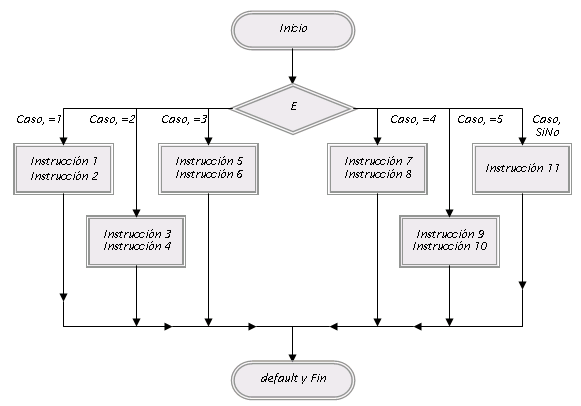 Inicio
E
Caso, =1
Caso, =2
Caso, =3
Caso, =4
Caso, =5
Caso,
SiNo
Instrucción 1
Instrucción 2
Instrucción 5
Instrucción 6
Instrucción 7
Instrucción 8
Instrucción 11
Instrucción 3
Instrucción 4
Instrucción 9
Instrucción 10
default y Fin